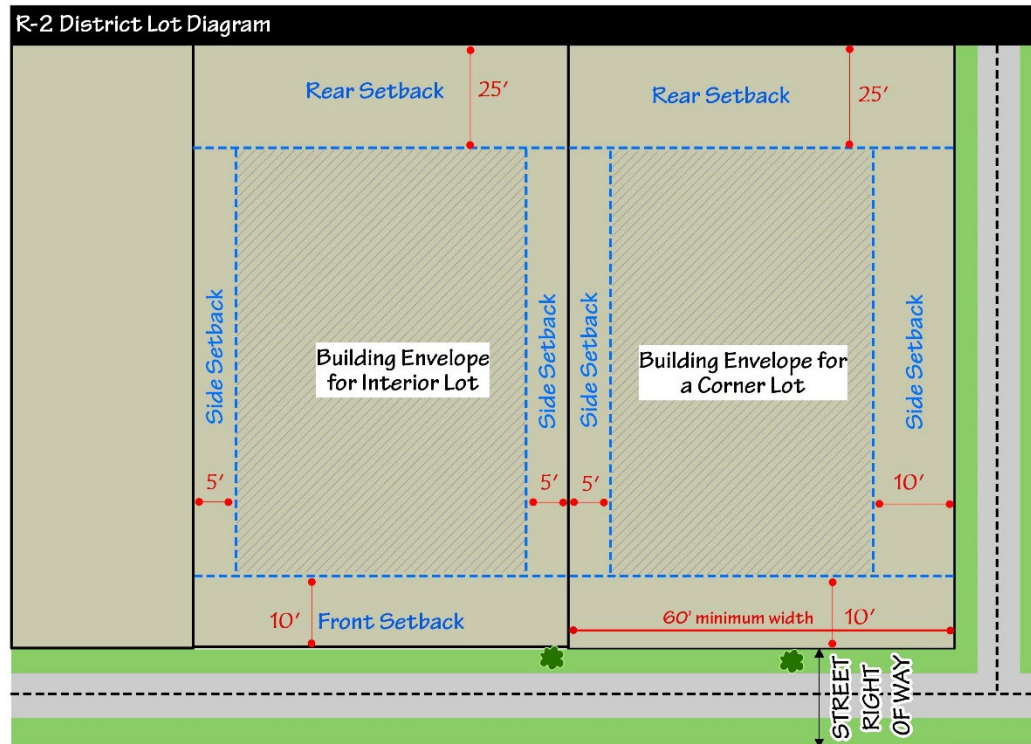 R-2 District Lot Diagram
Rear Setback
25'
Rear Setback
25'
Side Setback
Building Envelope
for Interior Lot
Side Setback
Side Setback
Building Envelope for
a Corner Lot
Side Setback
5'
5'
5'
10'
10'
Front Setback
60' minimum width
10'
STREET
RIGHT
OF WAY